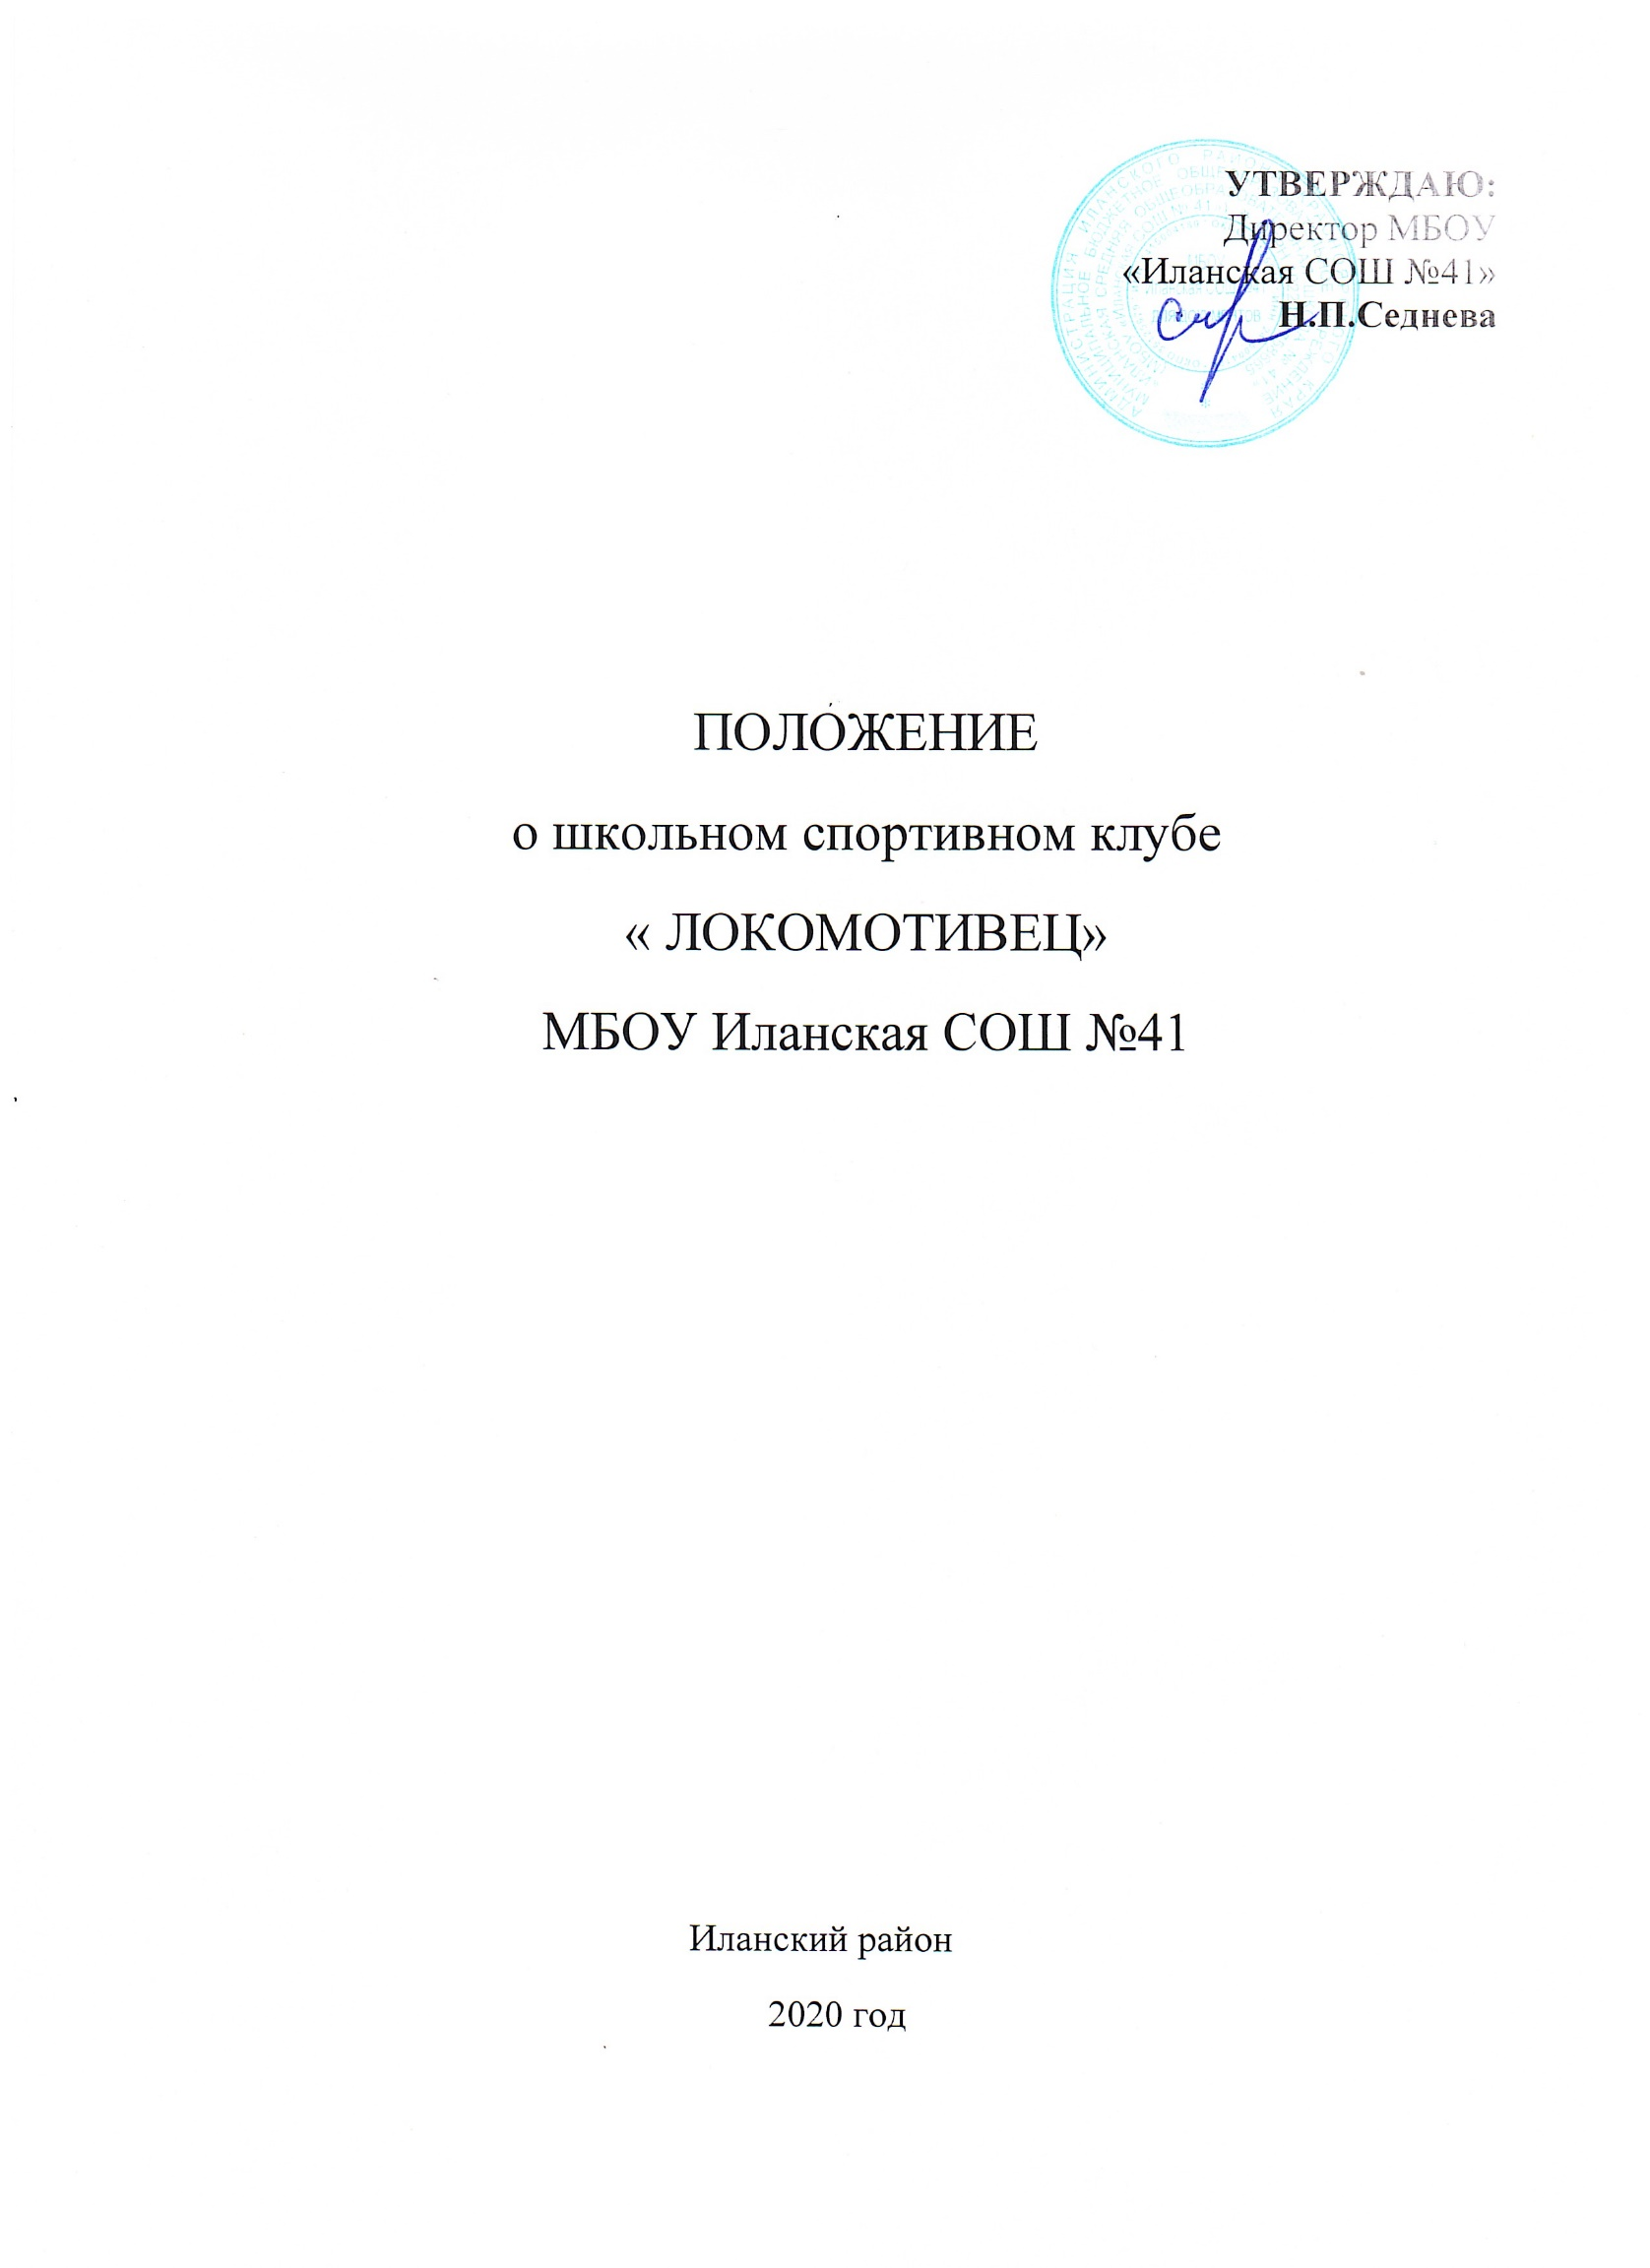 УТВЕРЖДАЮ:
Директор МБОУ
«Иланская СОШ №41»
Н.П.Седнева
ПОЛОЖЕНИЕ
о школьном спортивном клубе
« ЛОКОМОТИВЕЦ»
МБОУ Иланская СОШ №41
Иланский район
2020 год